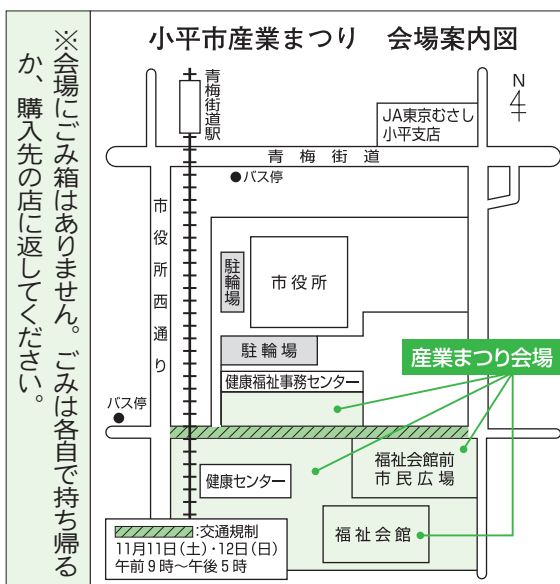 ※会場にごみ箱はありません。ごみは各自で持ち帰る
か、購入先の店に返してください。
小平市産業まつり 会場案内図
青梅街道駅
N
JA東京むさし
小平支店
青梅街道
バス停
市役所西通り
駐輪場
市役所
駐輪場
産業まつり会場
健康福祉事務センター
バス停
福祉会館前
市民広場
健康センター
福祉会館
:交通規制
11月11日(土)・12日(日)
午前9時~午後5時